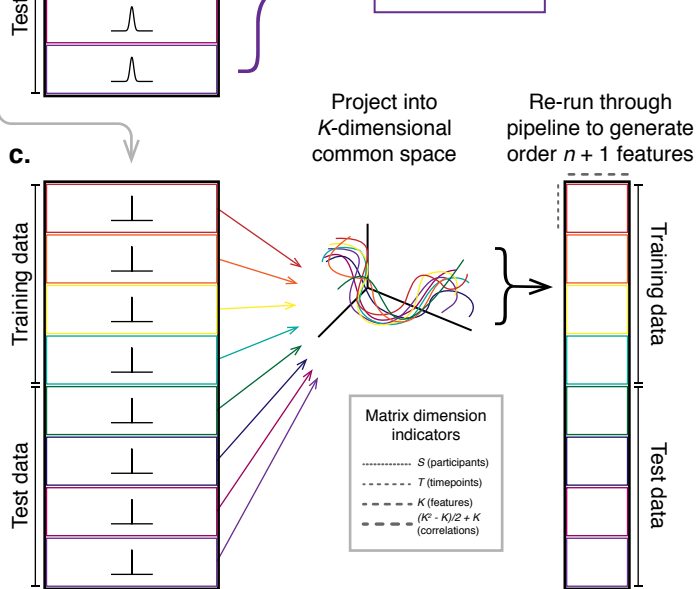 Test
Project into
K-dimensional
common space
Re-run through
pipeline to generate
order n + 1 features
c.
Training data
Test data
Training data
Test data
Matrix dimension
indicators
S (participants)
T (timepoints)
K (features)
(K² - K)/2 + K
(correlations)